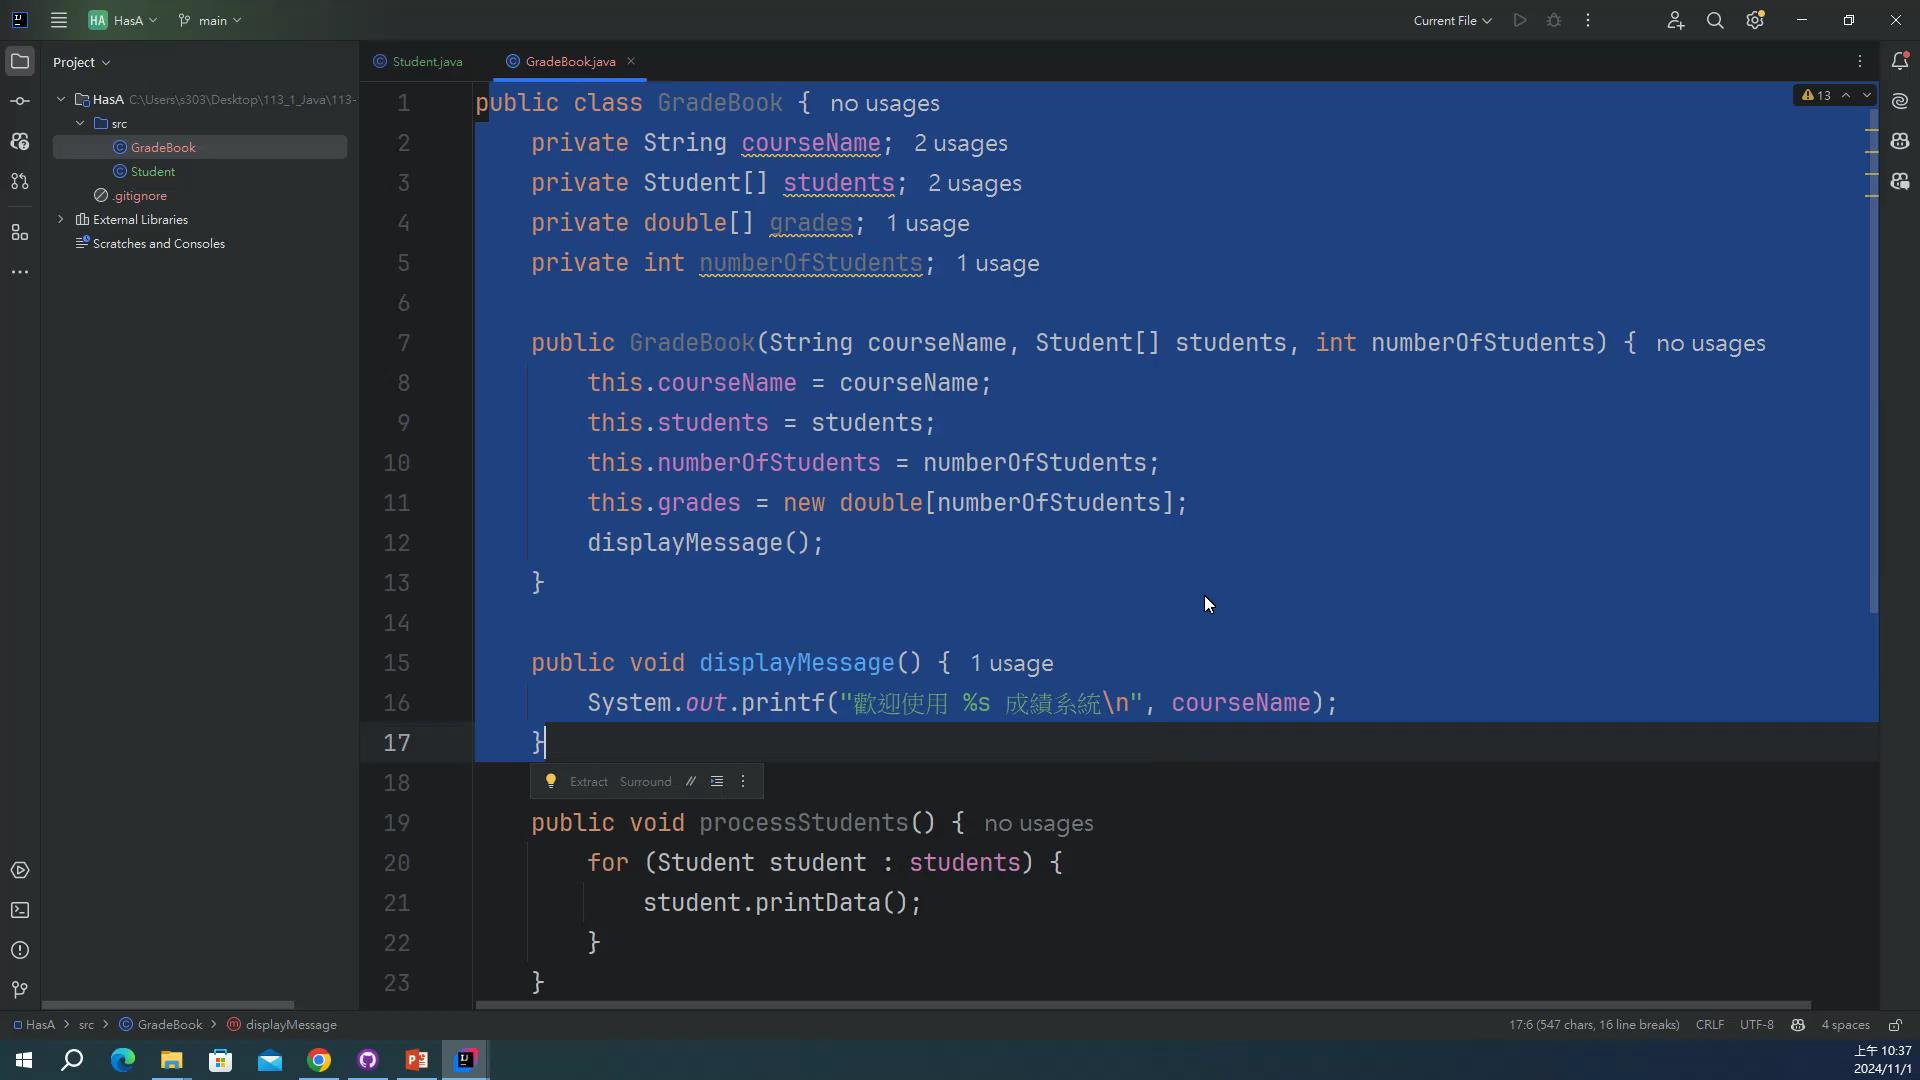 HA HasA main
Current File
Project
Student.java
GradeBook.java
HasA C:\Users\s303\Desktop\113_1_Java\113-
src
GradeBook
Student
.gitignore
External Libraries
Scratches and Consoles
13
1 public class GradeBook { no usages
2 private String courseName; 2 usages
3 private Student[] students; 2 usages
4 private double[] grades; 1 usage
5 private int numberOfStudents; 1 usage
6
7 public GradeBook(String courseName, Student[] students, int numberOfStudents) { no usages
8 this.courseName = courseName;
9 this.students = students;
10 this.numberOfStudents = numberOfStudents;
11 this.grades = new double[numberOfStudents];
12 displayMessage();
13 }
14
15 public void displayMessage() { 1 usage
16 System.out.printf("歡迎使用 %s 成績系統\n", courseName);
17 }
Extract Surround
18
19 public void processStudents() { no usages
20 for (Student student : students) {
21 student.printData();
22 }
23 }
HasA > src > GradeBook > displayMessage
17:6 (547 chars, 16 line breaks) CRLF UTF-8 4 spaces
上午 10:37
2024/11/1